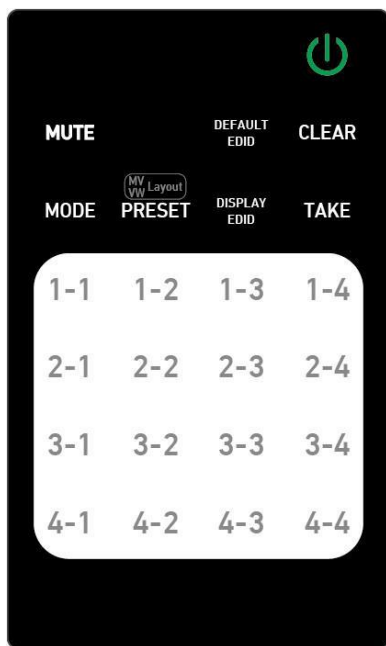 MUTE DEFAULT EDID CLEAR
MV VW Layout
MODE PRESET DISPLAY EDID TAKE
1-1 1-2 1-3 1-4
2-1 2-2 2-3 2-4
3-1 3-2 3-3 3-4
4-1 4-2 4-3 4-4